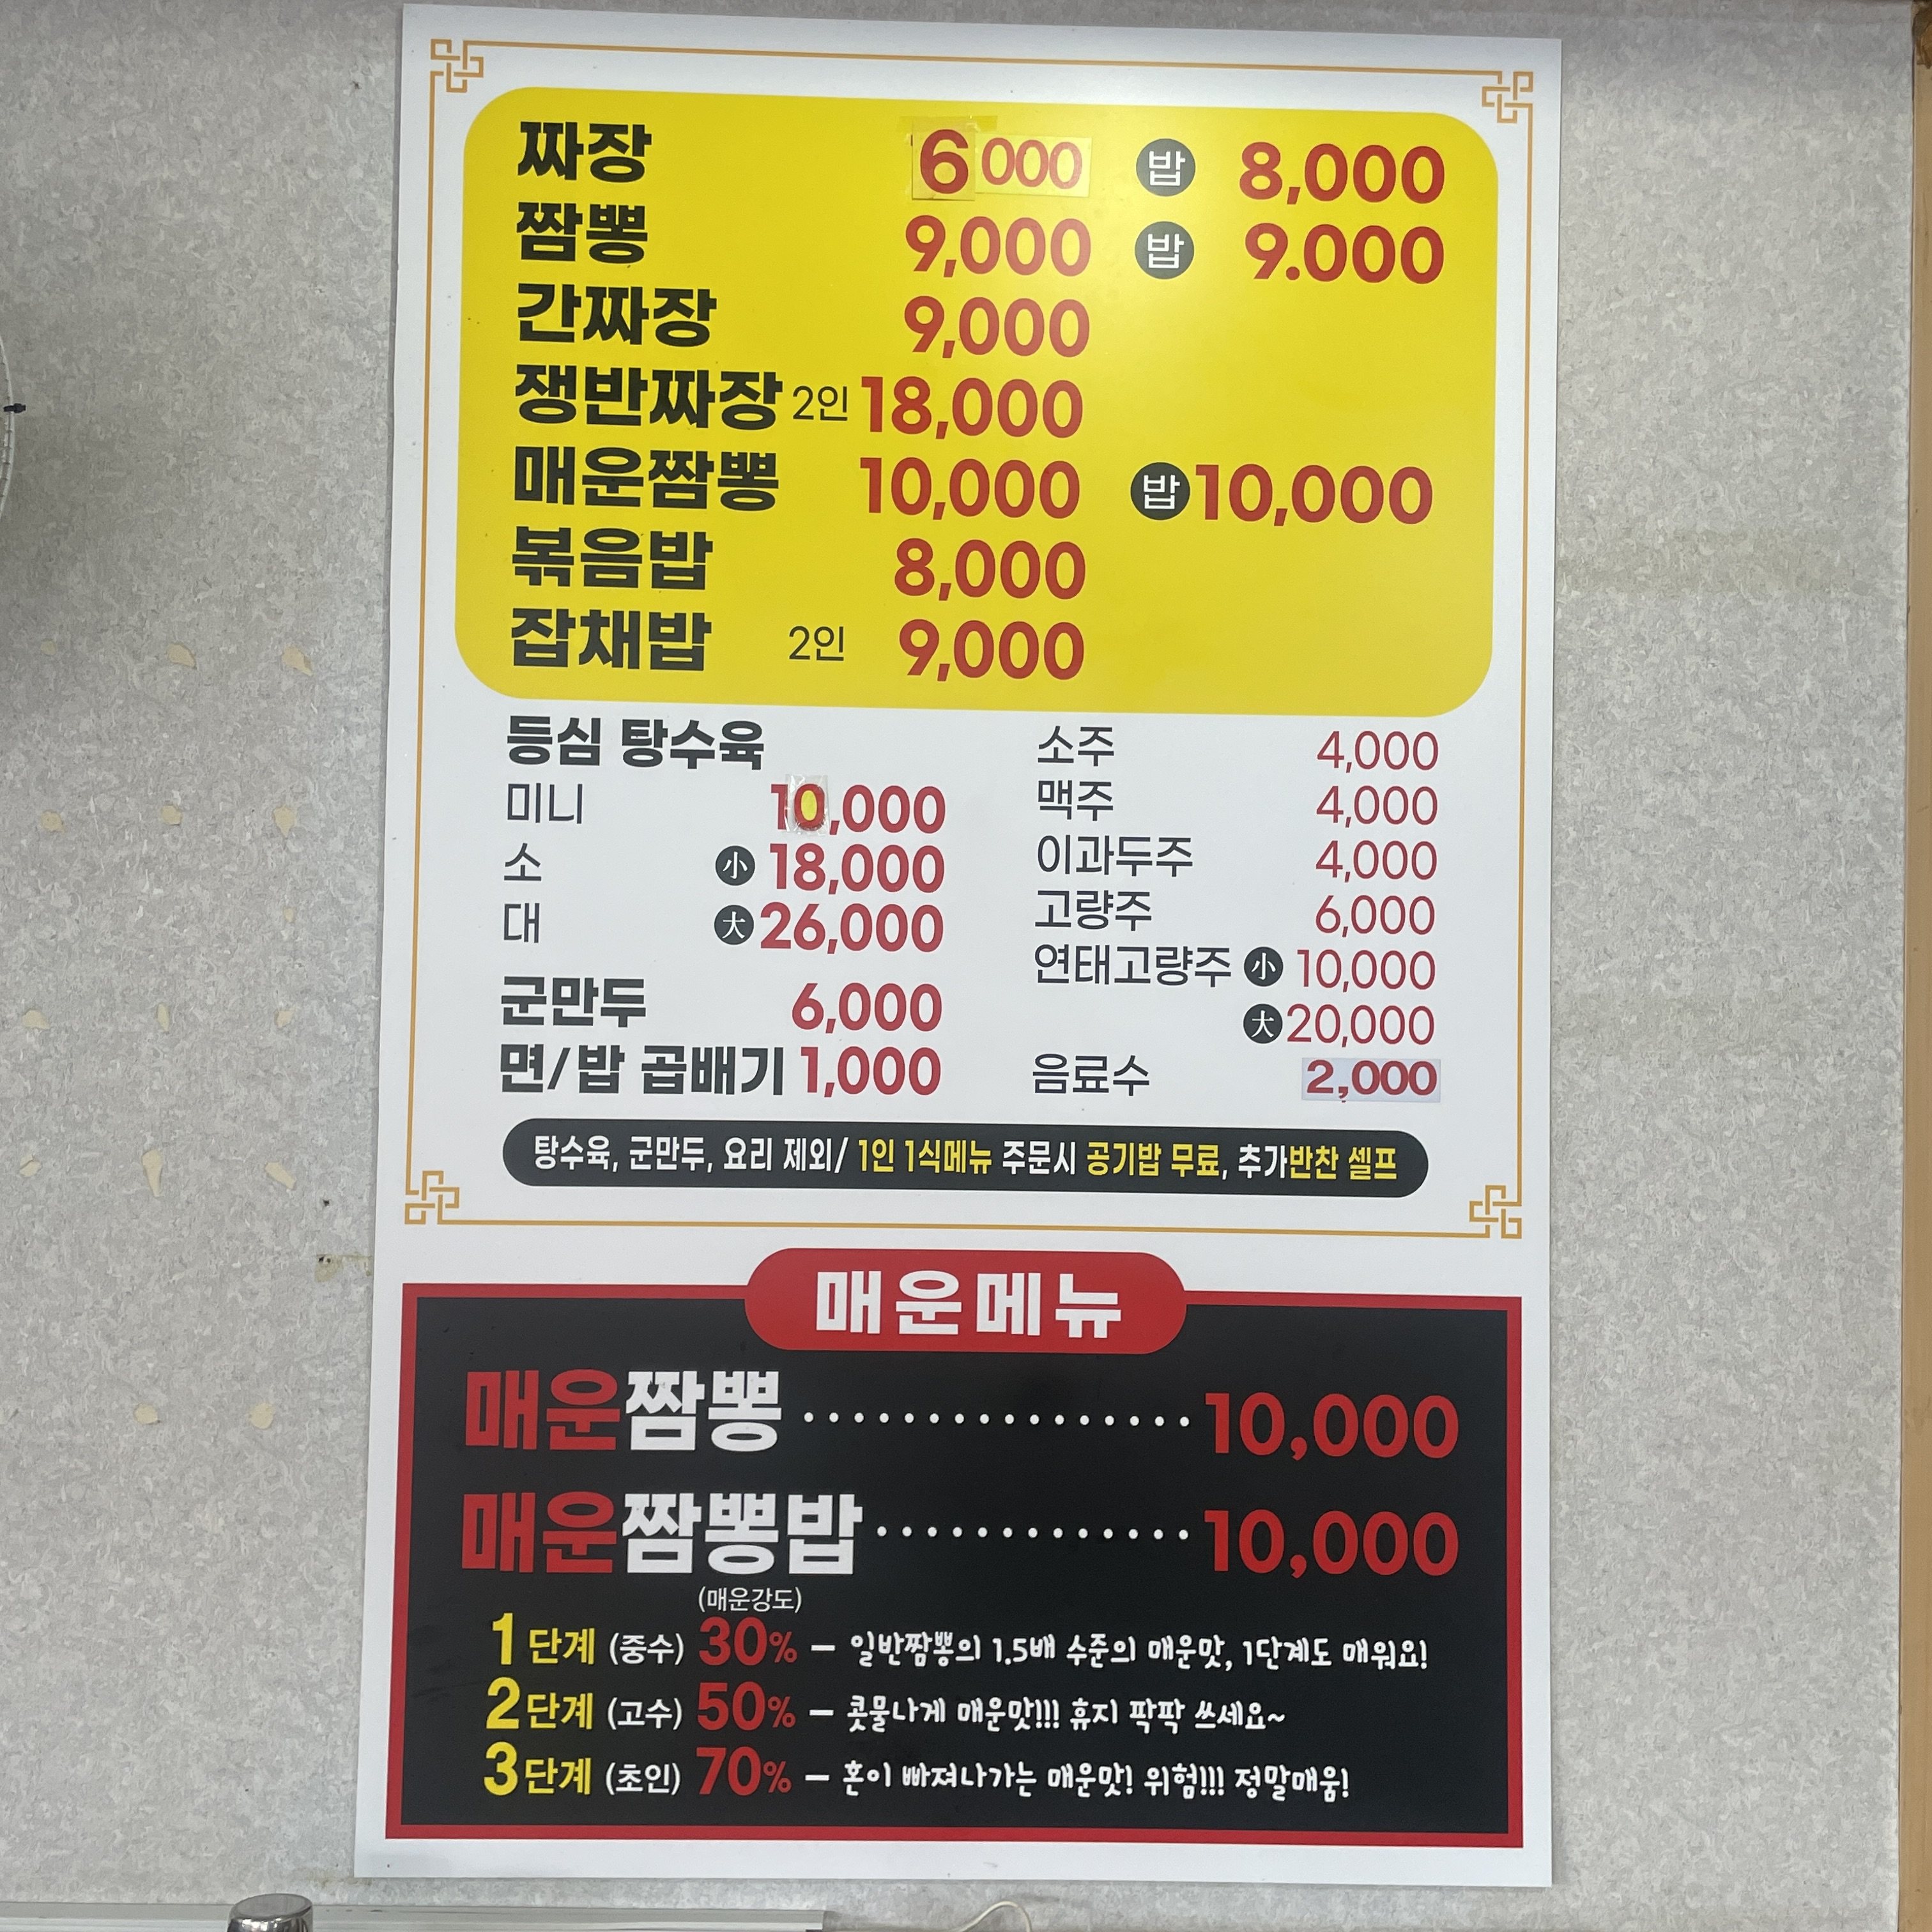 짜장 6 000 밥 8,000
짬뽕 9,000 밥 9.000
간짜장 9,000
쟁반짜장 2인 18,000
매운짬뽕 10,000 밥 10,000
볶음밥 8,000
잡채밥 2인 9,000
등심 탕수육
미니 10,000
소 小 18,000
대 大 26,000
군만두 6,000
면/밥 곱배기 1,000
소주 4,000
맥주 4,000
이과두주 4,000
고량주 6,000
연태고량주 小 10,000
大 20,000
음료수 2,000
탕수육, 군만두, 요리 제외/ 1인 1식메뉴 주문시 공기밥 무료, 추가반찬 셀프
매운메뉴
매운짬뽕 ················ 10,000
매운짬뽕밥 ············· 10,000
(매운강도)
1단계 (중수) 30% – 일반짬뽕의 1.5배 수준의 매운맛, 1단계도 매워요!
2단계 (고수) 50% – 콧물나게 매운맛!!! 휴지 팍팍 쓰세요~
3단계 (초인) 70% – 혼이 빠져나가는 매운맛! 위험!!! 정말매움!